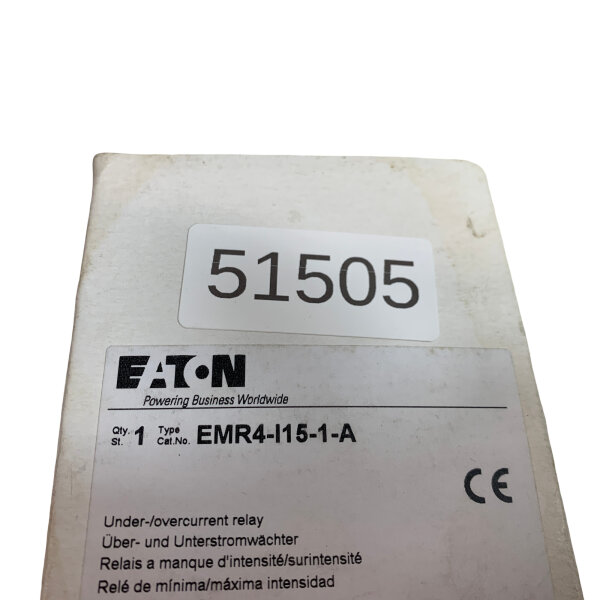 51505
EATON
Powering Business Worldwide
Qty. 1 Type EMR4-I15-1-A
St. Cat.No.
CE
Under-/overcurrent relay
Über- und Unterstromwächter
Relais a manque d'intensité/surintensité
Relé de mínima/máxima intensidad